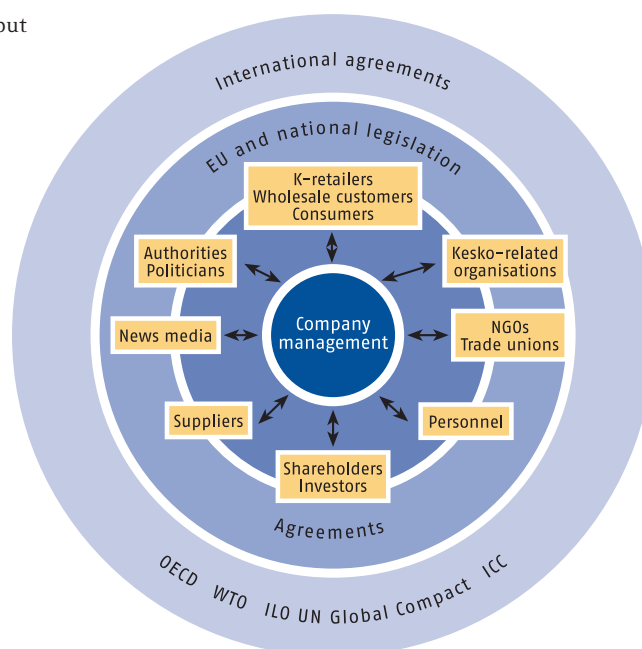 out
International agreements
EU and national legislation
K-retailers
Wholesale customers
Consumers
Authorities
Politicians
Kesko-related
organisations
News media
Company
management
NGOs
Trade unions
Suppliers
Personnel
Shareholders
Investors
Agreements
OECD WTO ILO UN Global Compact ICC